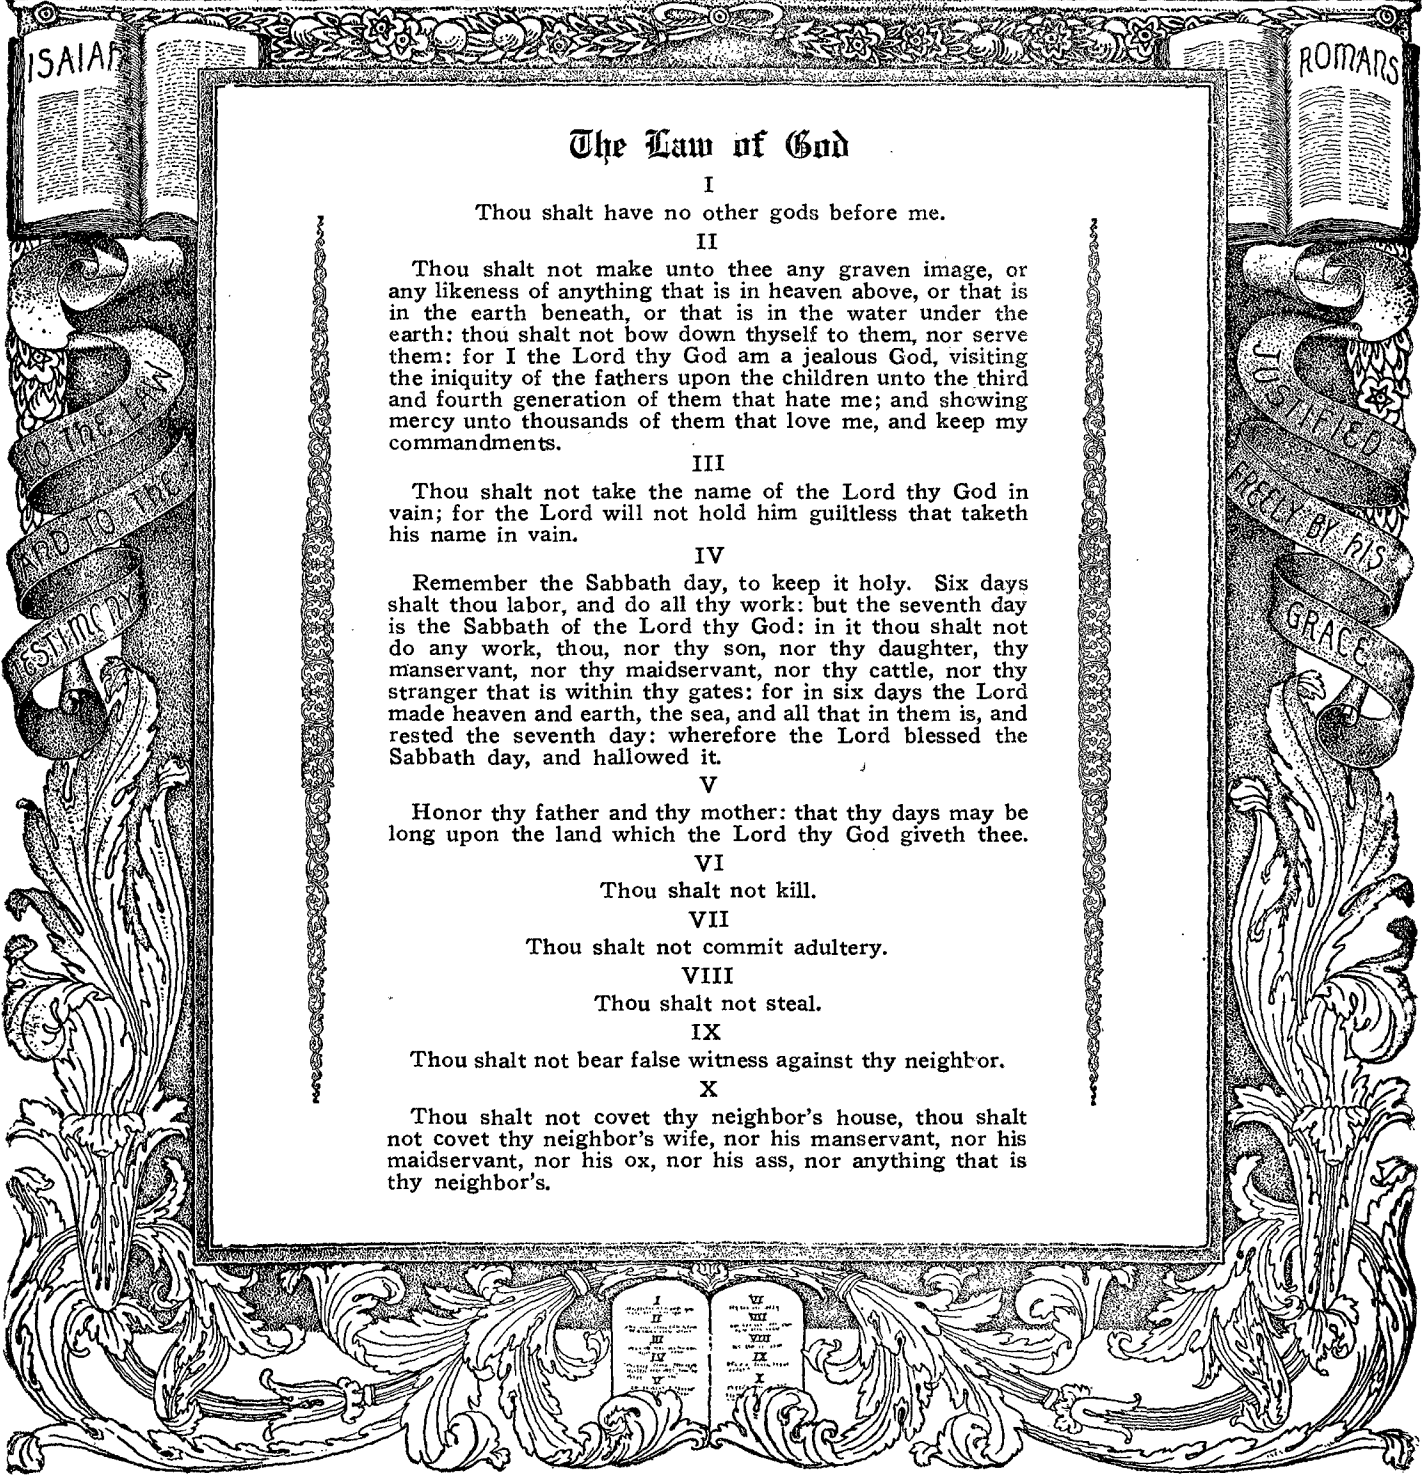 ISAIAH
ROMANS
TO THE LAW
AND TO THE
TESTIMONY
JUSTIFIED
FREELY BY HIS
GRACE
The Law of God
I
Thou shalt have no other gods before me.
II
Thou shalt not make unto thee any graven image, or
any likeness of anything that is in heaven above, or that is
in the earth beneath, or that is in the water under the
earth: thou shalt not bow down thyself to them, nor serve
them: for I the Lord thy God am a jealous God, visiting
the iniquity of the fathers upon the children unto the third
and fourth generation of them that hate me; and showing
mercy unto thousands of them that love me, and keep my
commandments.
III
Thou shalt not take the name of the Lord thy God in
vain; for the Lord will not hold him guiltless that taketh
his name in vain.
IV
Remember the Sabbath day, to keep it holy. Six days
shalt thou labor, and do all thy work: but the seventh day
is the Sabbath of the Lord thy God: in it thou shalt not
do any work, thou, nor thy son, nor thy daughter, thy
manservant, nor thy maidservant, nor thy cattle, nor thy
stranger that is within thy gates: for in six days the Lord
made heaven and earth, the sea, and all that in them is, and
rested the seventh day: wherefore the Lord blessed the
Sabbath day, and hallowed it.
V
Honor thy father and thy mother: that thy days may be
long upon the land which the Lord thy God giveth thee.
VI
Thou shalt not kill.
VII
Thou shalt not commit adultery.
VIII
Thou shalt not steal.
IX
Thou shalt not bear false witness against thy neighbor.
X
Thou shalt not covet thy neighbor's house, thou shalt
not covet thy neighbor's wife, nor his manservant, nor his
maidservant, nor his ox, nor his ass, nor anything that is
thy neighbor's.
I
II
III
IV
V
VI
VIII
IX
X